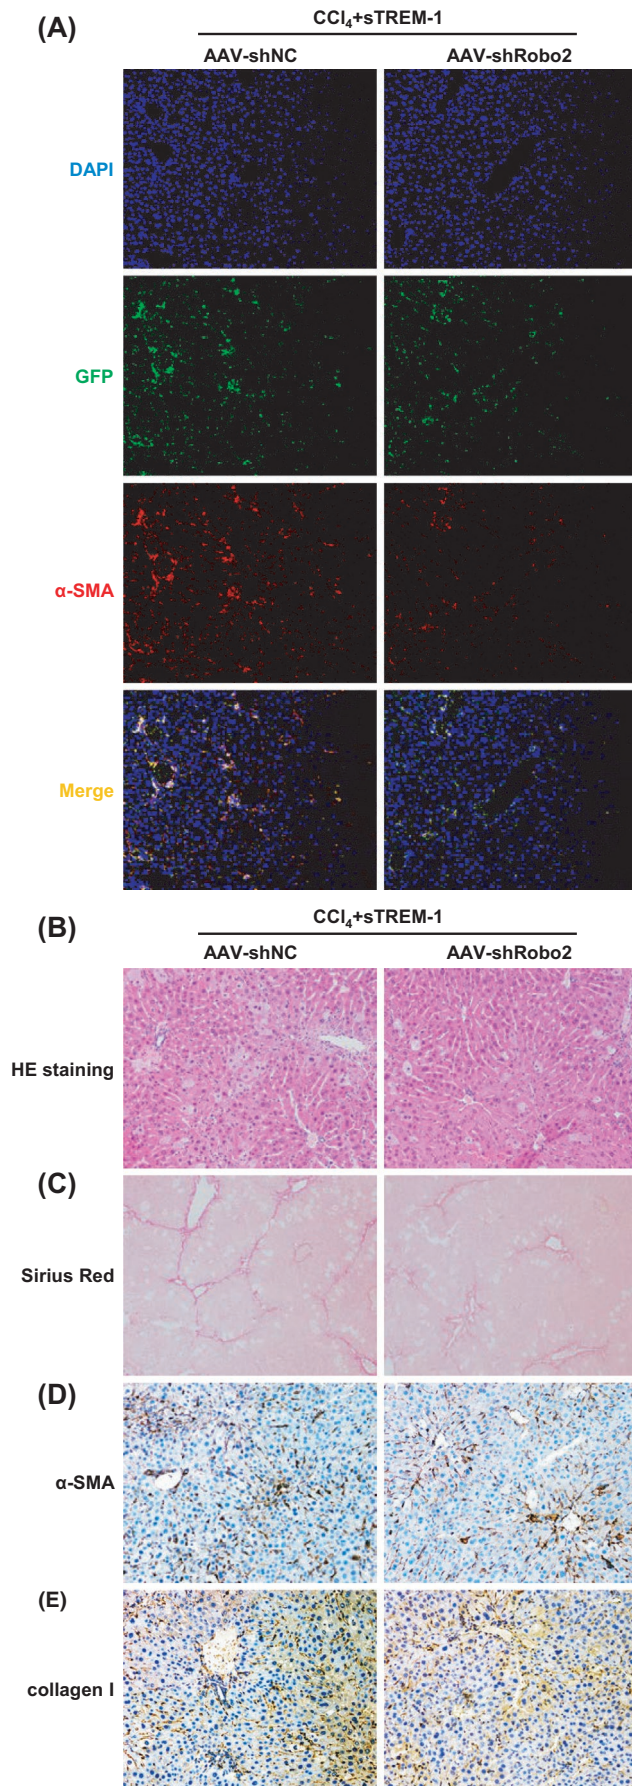 (A)
CCl₄+sTREM-1
AAV-shNC AAV-shRobo2
DAPI
GFP
α-SMA
Merge
(B)
CCl₄+sTREM-1
AAV-shNC AAV-shRobo2
HE staining
(C)
Sirius Red
(D)
α-SMA
(E)
collagen I